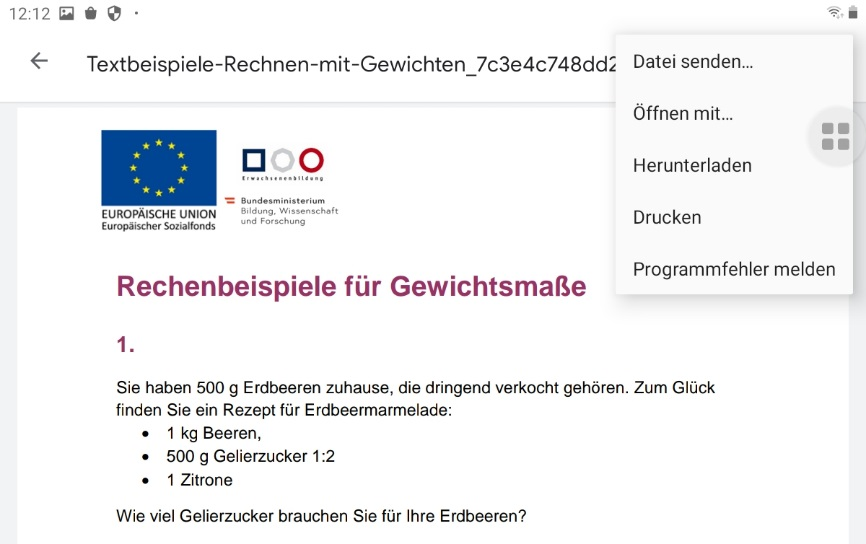 12:12
Textbeispiele-Rechnen-mit-Gewichten_7c3e4c748dd2
Datei senden...
Öffnen mit...
Herunterladen
Drucken
Programmfehler melden
EUROPÄISCHE UNION
Europäischer Sozialfonds
Erwachsenenbildung
Bundesministerium
Bildung, Wissenschaft
und Forschung
Rechenbeispiele für Gewichtsmaße
1.
Sie haben 500 g Erdbeeren zuhause, die dringend verkocht gehören. Zum Glück
finden Sie ein Rezept für Erdbeermarmelade:
• 1 kg Beeren,
• 500 g Gelierzucker 1:2
• 1 Zitrone
Wie viel Gelierzucker brauchen Sie für Ihre Erdbeeren?